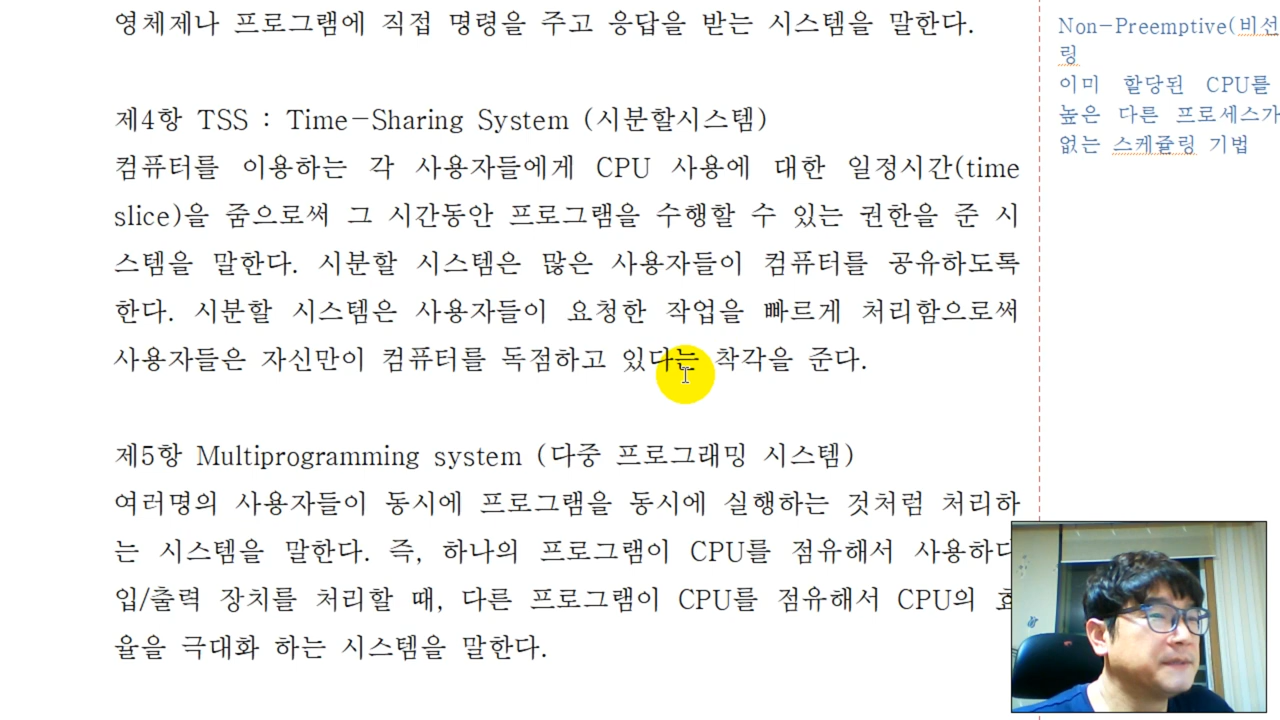 영체제나 프로그램에 직접 명령을 주고 응답을 받는 시스템을 말한다.
제4항 TSS : Time-Sharing System (시분할시스템)
컴퓨터를 이용하는 각 사용자들에게 CPU 사용에 대한 일정시간(time
slice)을 줌으로써 그 시간동안 프로그램을 수행할 수 있는 권한을 준 시
스템을 말한다. 시분할 시스템은 많은 사용자들이 컴퓨터를 공유하도록
한다. 시분할 시스템은 사용자들이 요청한 작업을 빠르게 처리함으로써
사용자들은 자신만이 컴퓨터를 독점하고 있다는 착각을 준다.
제5항 Multiprogramming system (다중 프로그래밍 시스템)
여러명의 사용자들이 동시에 프로그램을 동시에 실행하는 것처럼 처리하
는 시스템을 말한다. 즉, 하나의 프로그램이 CPU를 점유해서 사용하다
입/출력 장치를 처리할 때, 다른 프로그램이 CPU를 점유해서 CPU의 효
율을 극대화 하는 시스템을 말한다.
Non-Preemptive(비선
링
이미 할당된 CPU를
높은 다른 프로세스가
없는 스케쥴링 기법